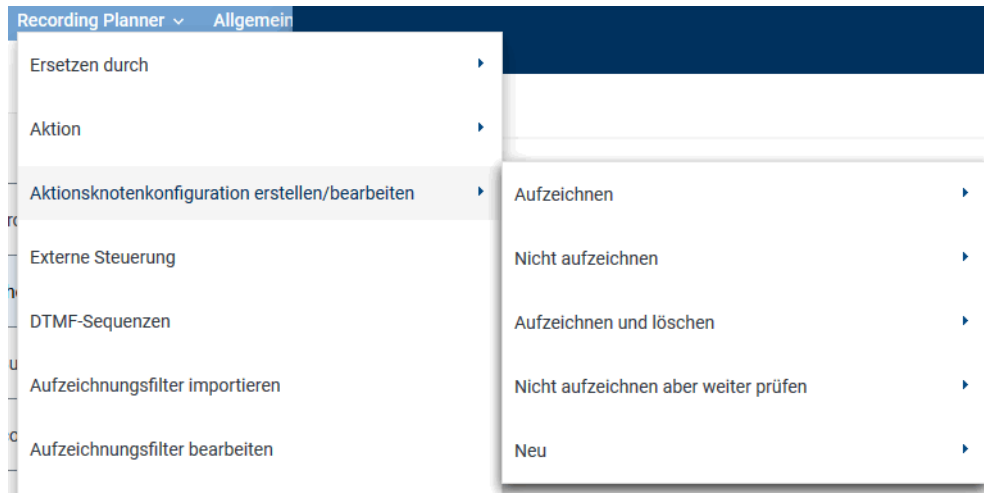 Recording Planner Allgemein
Ersetzen durch
Aktion
Aktionsknotenkonfiguration erstellen/bearbeiten
Externe Steuerung
DTMF-Sequenzen
Aufzeichnungsfilter importieren
Aufzeichnungsfilter bearbeiten
Aufzeichnen
Nicht aufzeichnen
Aufzeichnen und löschen
Nicht aufzeichnen aber weiter prüfen
Neu